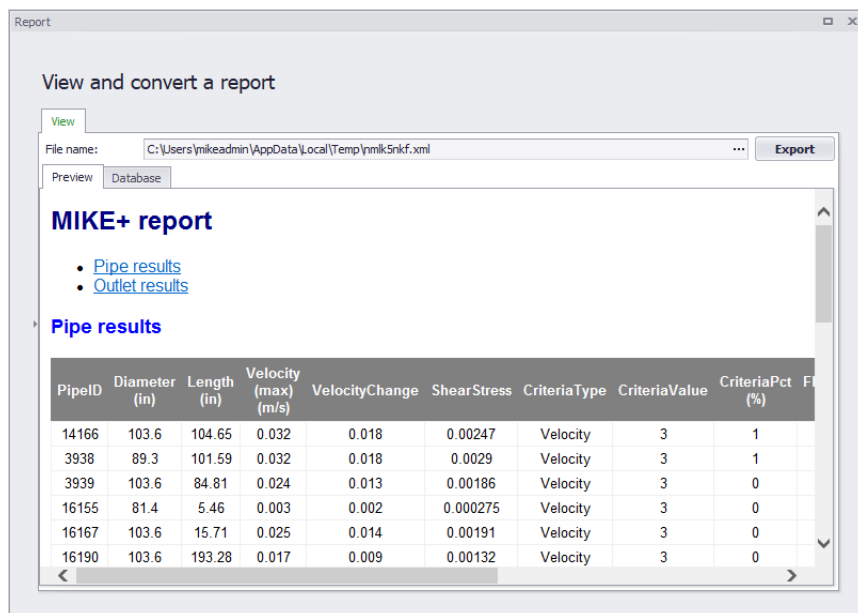 Report
View and convert a report
View
File name: C:\Users\mikeadmin\AppData\Local\Temp\nmlk5nkf.xml ... Export
Preview Database
MIKE+ report
• Pipe results
• Outlet results
Pipe results
PipeID Diameter (in) Length (in) Velocity (max) (m/s) VelocityChange ShearStress CriteriaType CriteriaValue CriteriaPct (%)
14166 103.6 104.65 0.032 0.018 0.00247 Velocity 3 1
3938 89.3 101.59 0.032 0.018 0.0029 Velocity 3 1
3939 103.6 84.81 0.024 0.013 0.00186 Velocity 3 0
16155 81.4 5.46 0.003 0.002 0.000275 Velocity 3 0
16167 103.6 15.71 0.025 0.014 0.00191 Velocity 3 0
16190 103.6 193.28 0.017 0.009 0.00132 Velocity 3 0